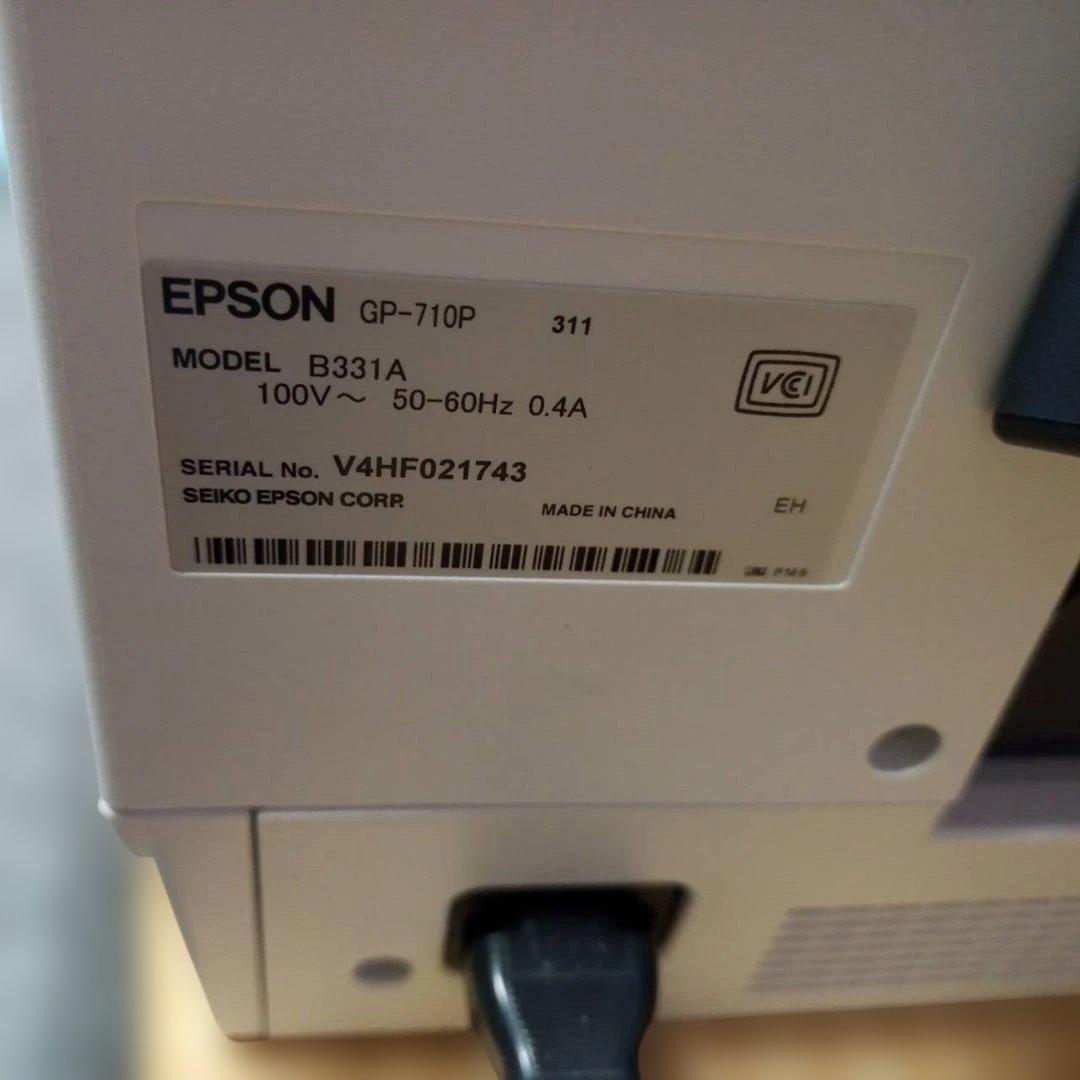 EPSON GP-710P 311
MODEL B331A
100V～ 50-60Hz 0.4A
VCCI
SERIAL No. V4HF021743
SEIKO EPSON CORP.
MADE IN CHINA EH